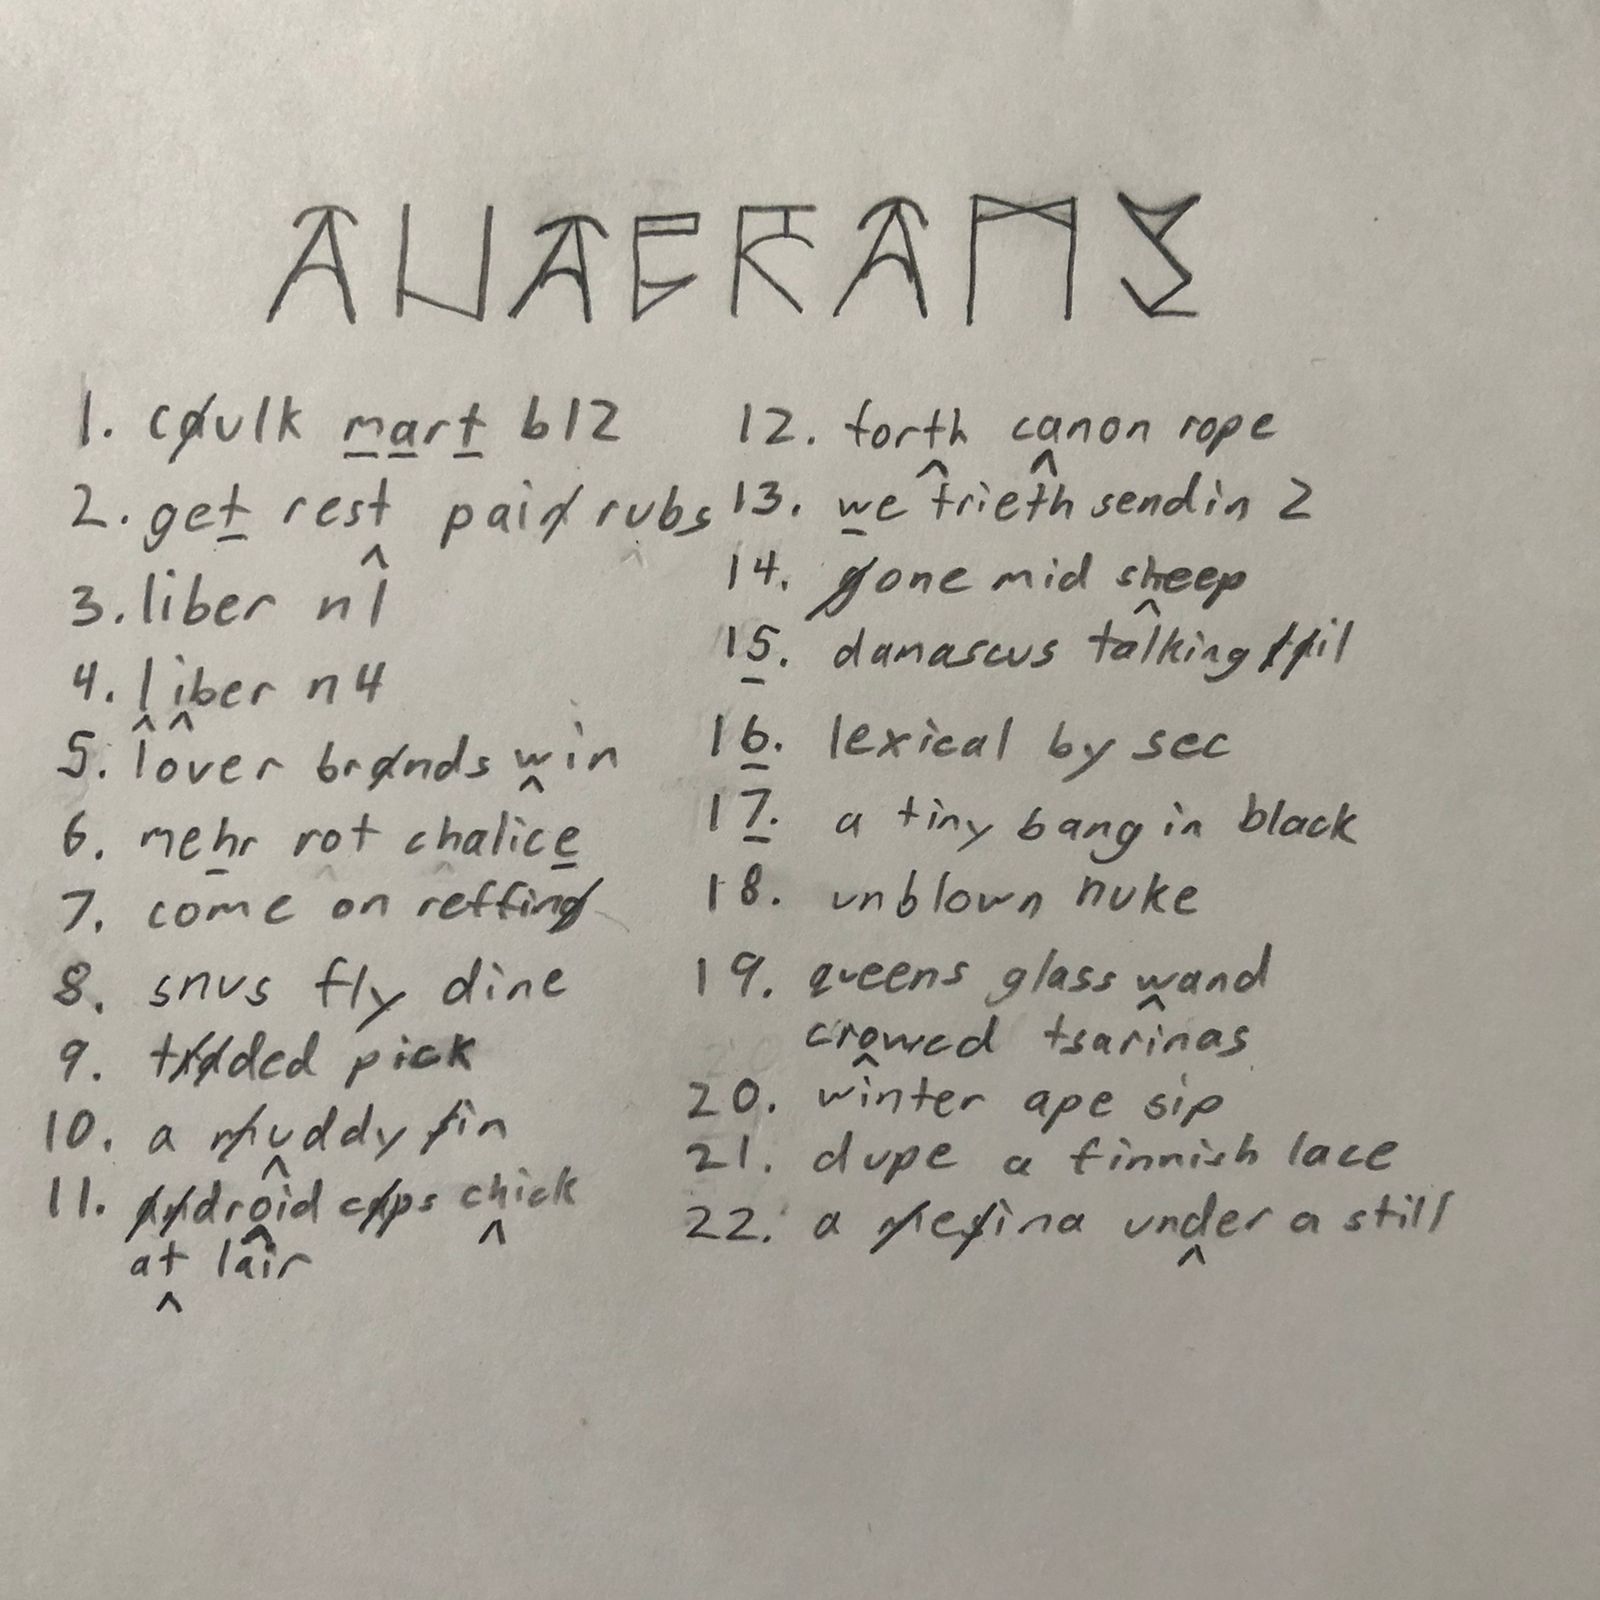 ANAGRAMS
1. caulk mart b12
2. get rest pain rubs
3. liber n1
4. liber n4
5. lover brands win
6. mehr rot chalice
7. come on reffing
8. snus fly dine
9. dded pick
10. a muddy fin
11. android caps chick
at lair
12. forth canon rope
13. we frieth sendin 2
14. gone mid sheep
15. damascus talking il
16. lexical by sec
17. a tiny bang in black
18. unblown nuke
19. queens glass wand
crowed tsarinas
20. winter ape sip
21. dupe a finnish lace
22. a under a still